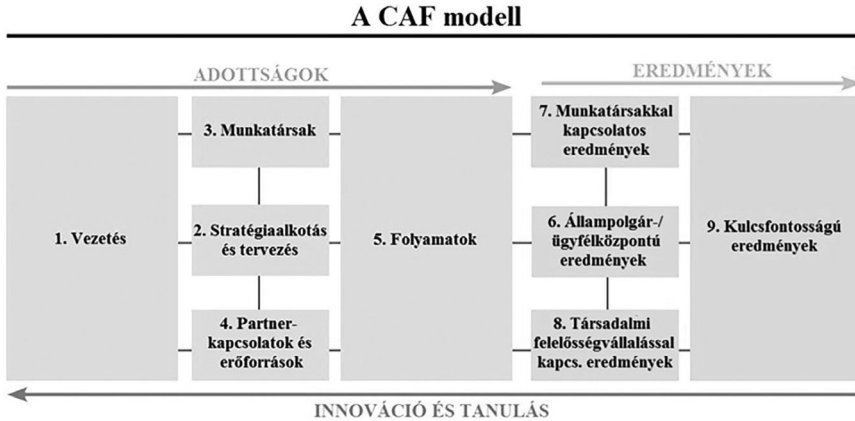 A CAF modell
ADOTTSÁGOK
EREDMÉNYEK
1. Vezetés
3. Munkatársak
2. Stratégiaalkotás
és tervezés
4. Partner-
kapcsolatok és
erőforrások
5. Folyamatok
7. Munkatársakkal
kapcsolatos
eredmények
6. Állampolgár-/
ügyfélközpontú
eredmények
8. Társadalmi
felelősségvállalással
kapcs. eredmények
9. Kulcsfontosságú
eredmények
INNOVÁCIÓ ÉS TANULÁS